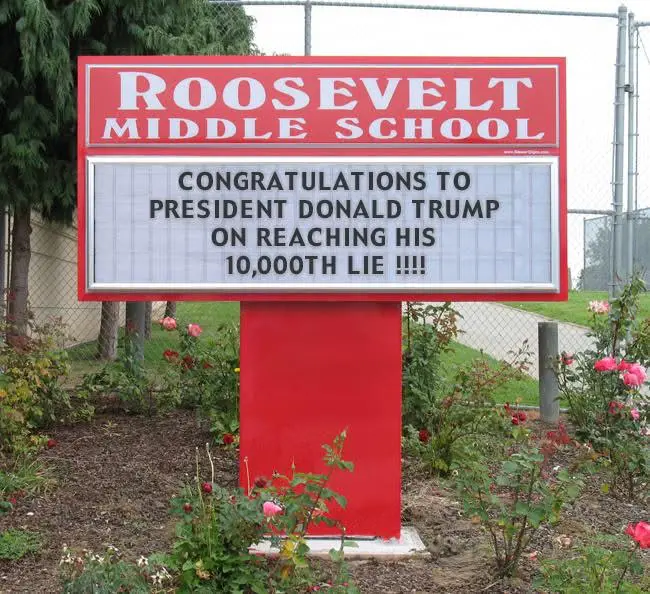 ROOSEVELT
MIDDLE SCHOOL
CONGRATULATIONS TO
PRESIDENT DONALD TRUMP
ON REACHING HIS
10,000TH LIE !!!!